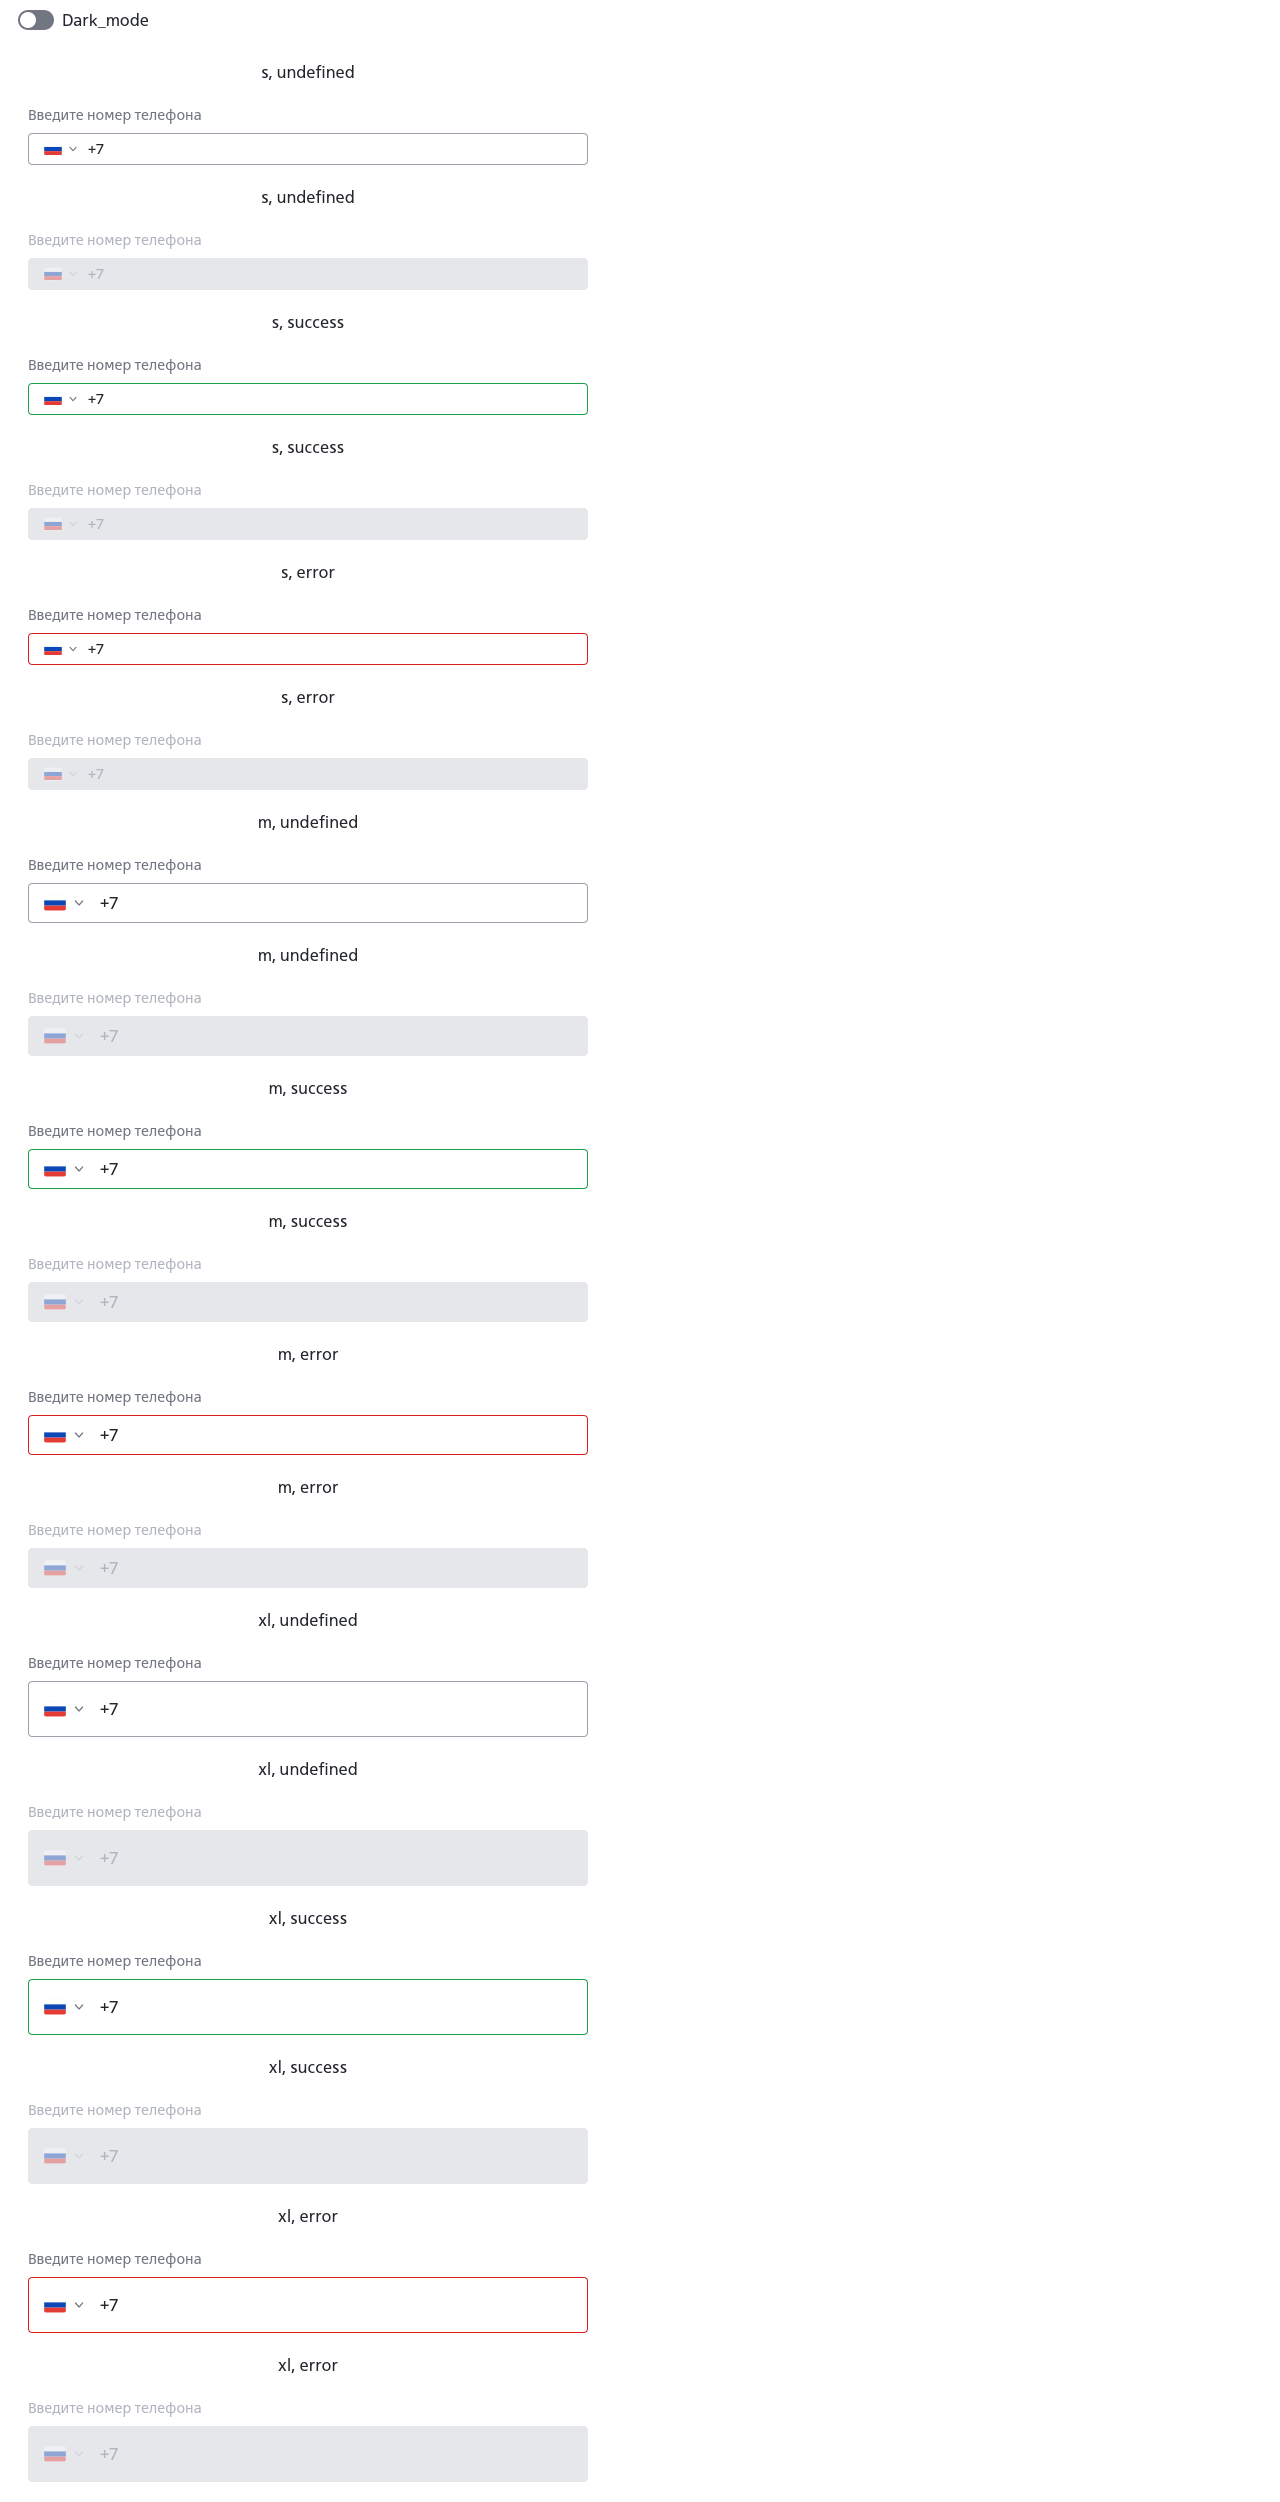 Dark_mode
s, undefined
Введите номер телефона
+7
s, undefined
Введите номер телефона
+7
s, success
Введите номер телефона
+7
s, success
Введите номер телефона
+7
s, error
Введите номер телефона
+7
s, error
Введите номер телефона
+7
m, undefined
Введите номер телефона
+7
m, undefined
Введите номер телефона
+7
m, success
Введите номер телефона
+7
m, success
Введите номер телефона
+7
m, error
Введите номер телефона
+7
m, error
Введите номер телефона
+7
xl, undefined
Введите номер телефона
+7
xl, undefined
Введите номер телефона
+7
xl, success
Введите номер телефона
+7
xl, success
Введите номер телефона
+7
xl, error
Введите номер телефона
+7
xl, error
Введите номер телефона
+7